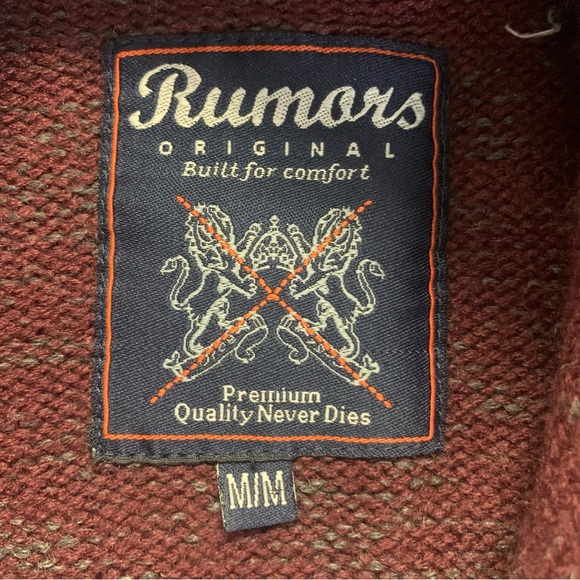 Rumors
ORIGINAL
Built for comfort
Premium
Quality Never Dies
M/M